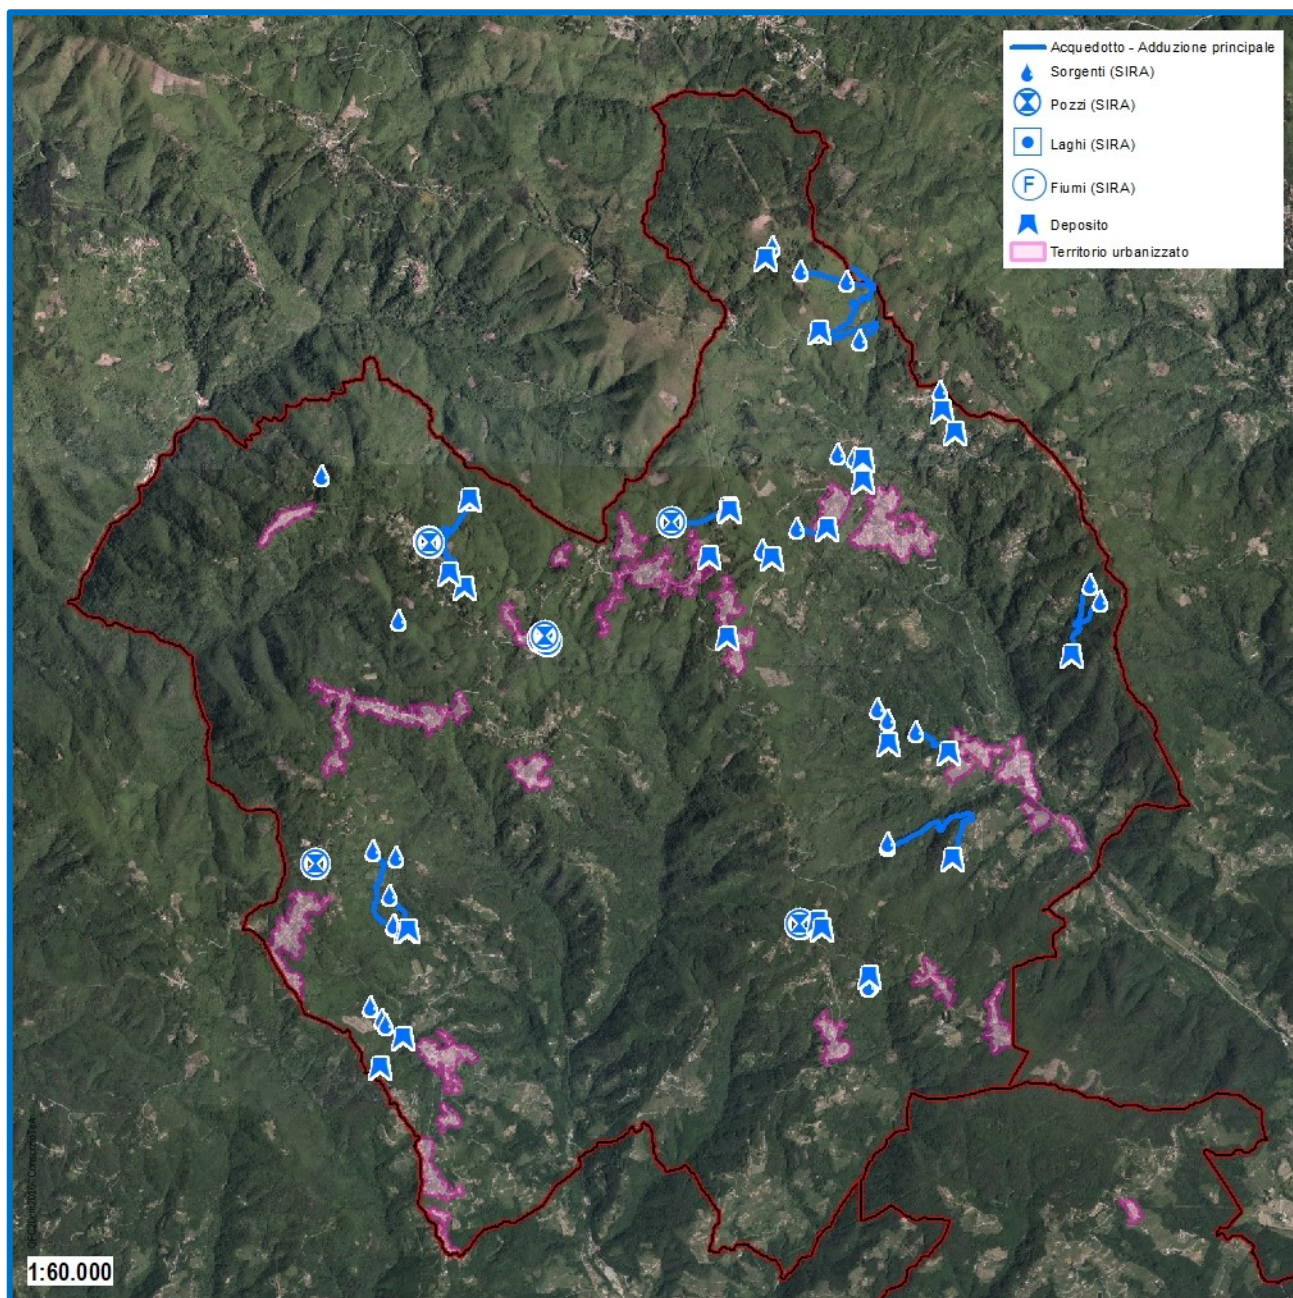 Acquedotto - Adduzione principale
Sorgenti (SIRA)
Pozzi (SIRA)
Laghi (SIRA)
F Fiumi (SIRA)
Deposito
Territorio urbanizzato
1:60.000